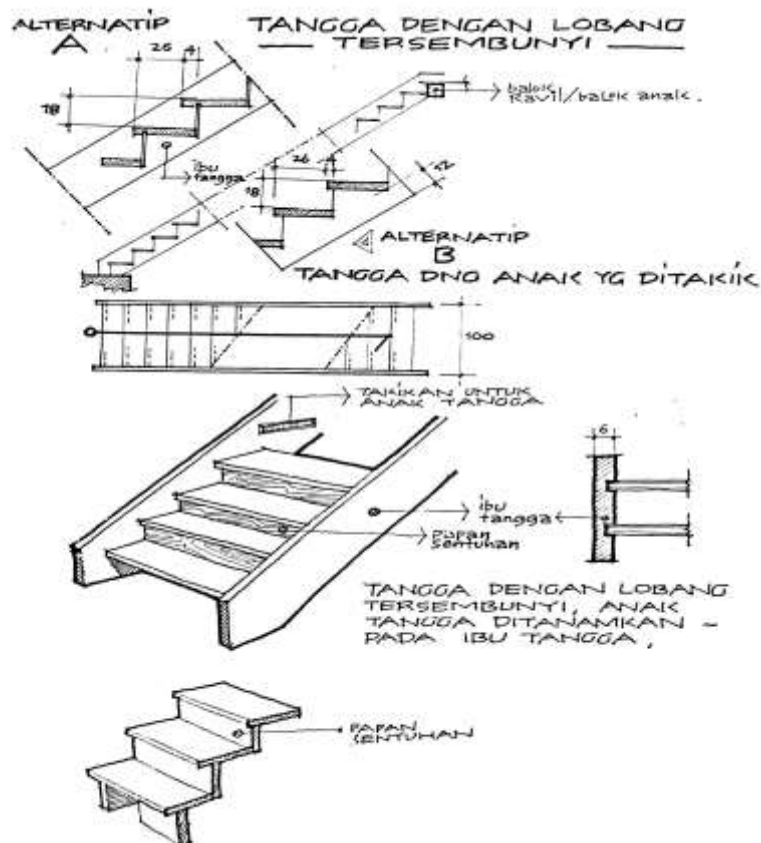 ALTERNATIP
A
TANGGA DENGAN LOBANG
TERSEMBUNYI
26 4
18
balok
Ravil/balok anak.
ibu
tangga
26 4
18
12
ALTERNATIP
B
TANGGA DNG ANAK YG DITAKIK
100
TAKIKAN UNTUK
ANAK TANGGA
6
ibu
tangga
PAPAN
SENTUHAN
TANGGA DENGAN LOBANG
TERSEMBUNYI, ANAK
TANGGA DITANAMKAN -
PADA IBU TANGGA,
PAPAN
SENTUHAN